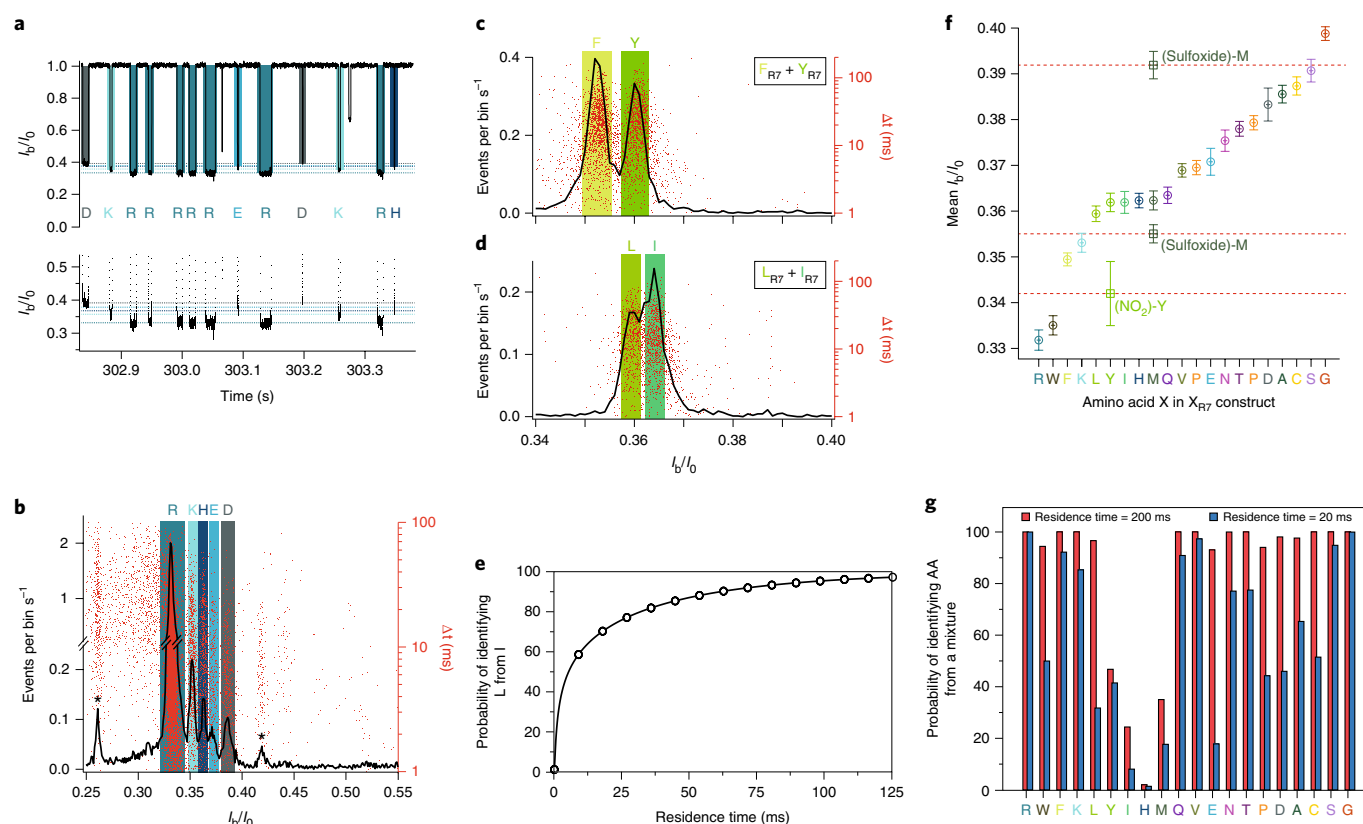 a
1.0
0.8
0.6
0.4
0.2
0.0
Ib/I0
D K R R R R R E R D K R H
0.5
0.4
0.3
Ib/I0
302.9 303.0 303.1 303.2 303.3
Time (s)
b
R K H E D
2
1
0.2
0.1
0.0
Events per bin s−1
*
*
100
10
1
Δt (ms)
0.25 0.30 0.35 0.40 0.45 0.50 0.55
Ib/I0
c
F Y
FR7 + YR7
0.4
0.2
0.0
Events per bin s−1
100
10
1
Δt (ms)
d
L I
LR7 + IR7
0.2
0.1
0.0
Events per bin s−1
100
10
1
Δt (ms)
0.34 0.36 0.38 0.40
Ib/I0
e
100
80
60
40
20
0
Probability of identifying
L from I
0 25 50 75 100 125
Residence time (ms)
f
0.40
0.39
0.38
0.37
0.36
0.35
0.34
0.33
Mean Ib/I0
(Sulfoxide)-M
(Sulfoxide)-M
(NO2)-Y
R W F K L Y I H M Q V P E N T P D A C S G
Amino acid X in XR7 construct
g
Residence time = 200 ms Residence time = 20 ms
100
80
60
40
20
0
Probability of identifying AA
from a mixture
R W F K L Y I H M Q V E N T P D A C S G